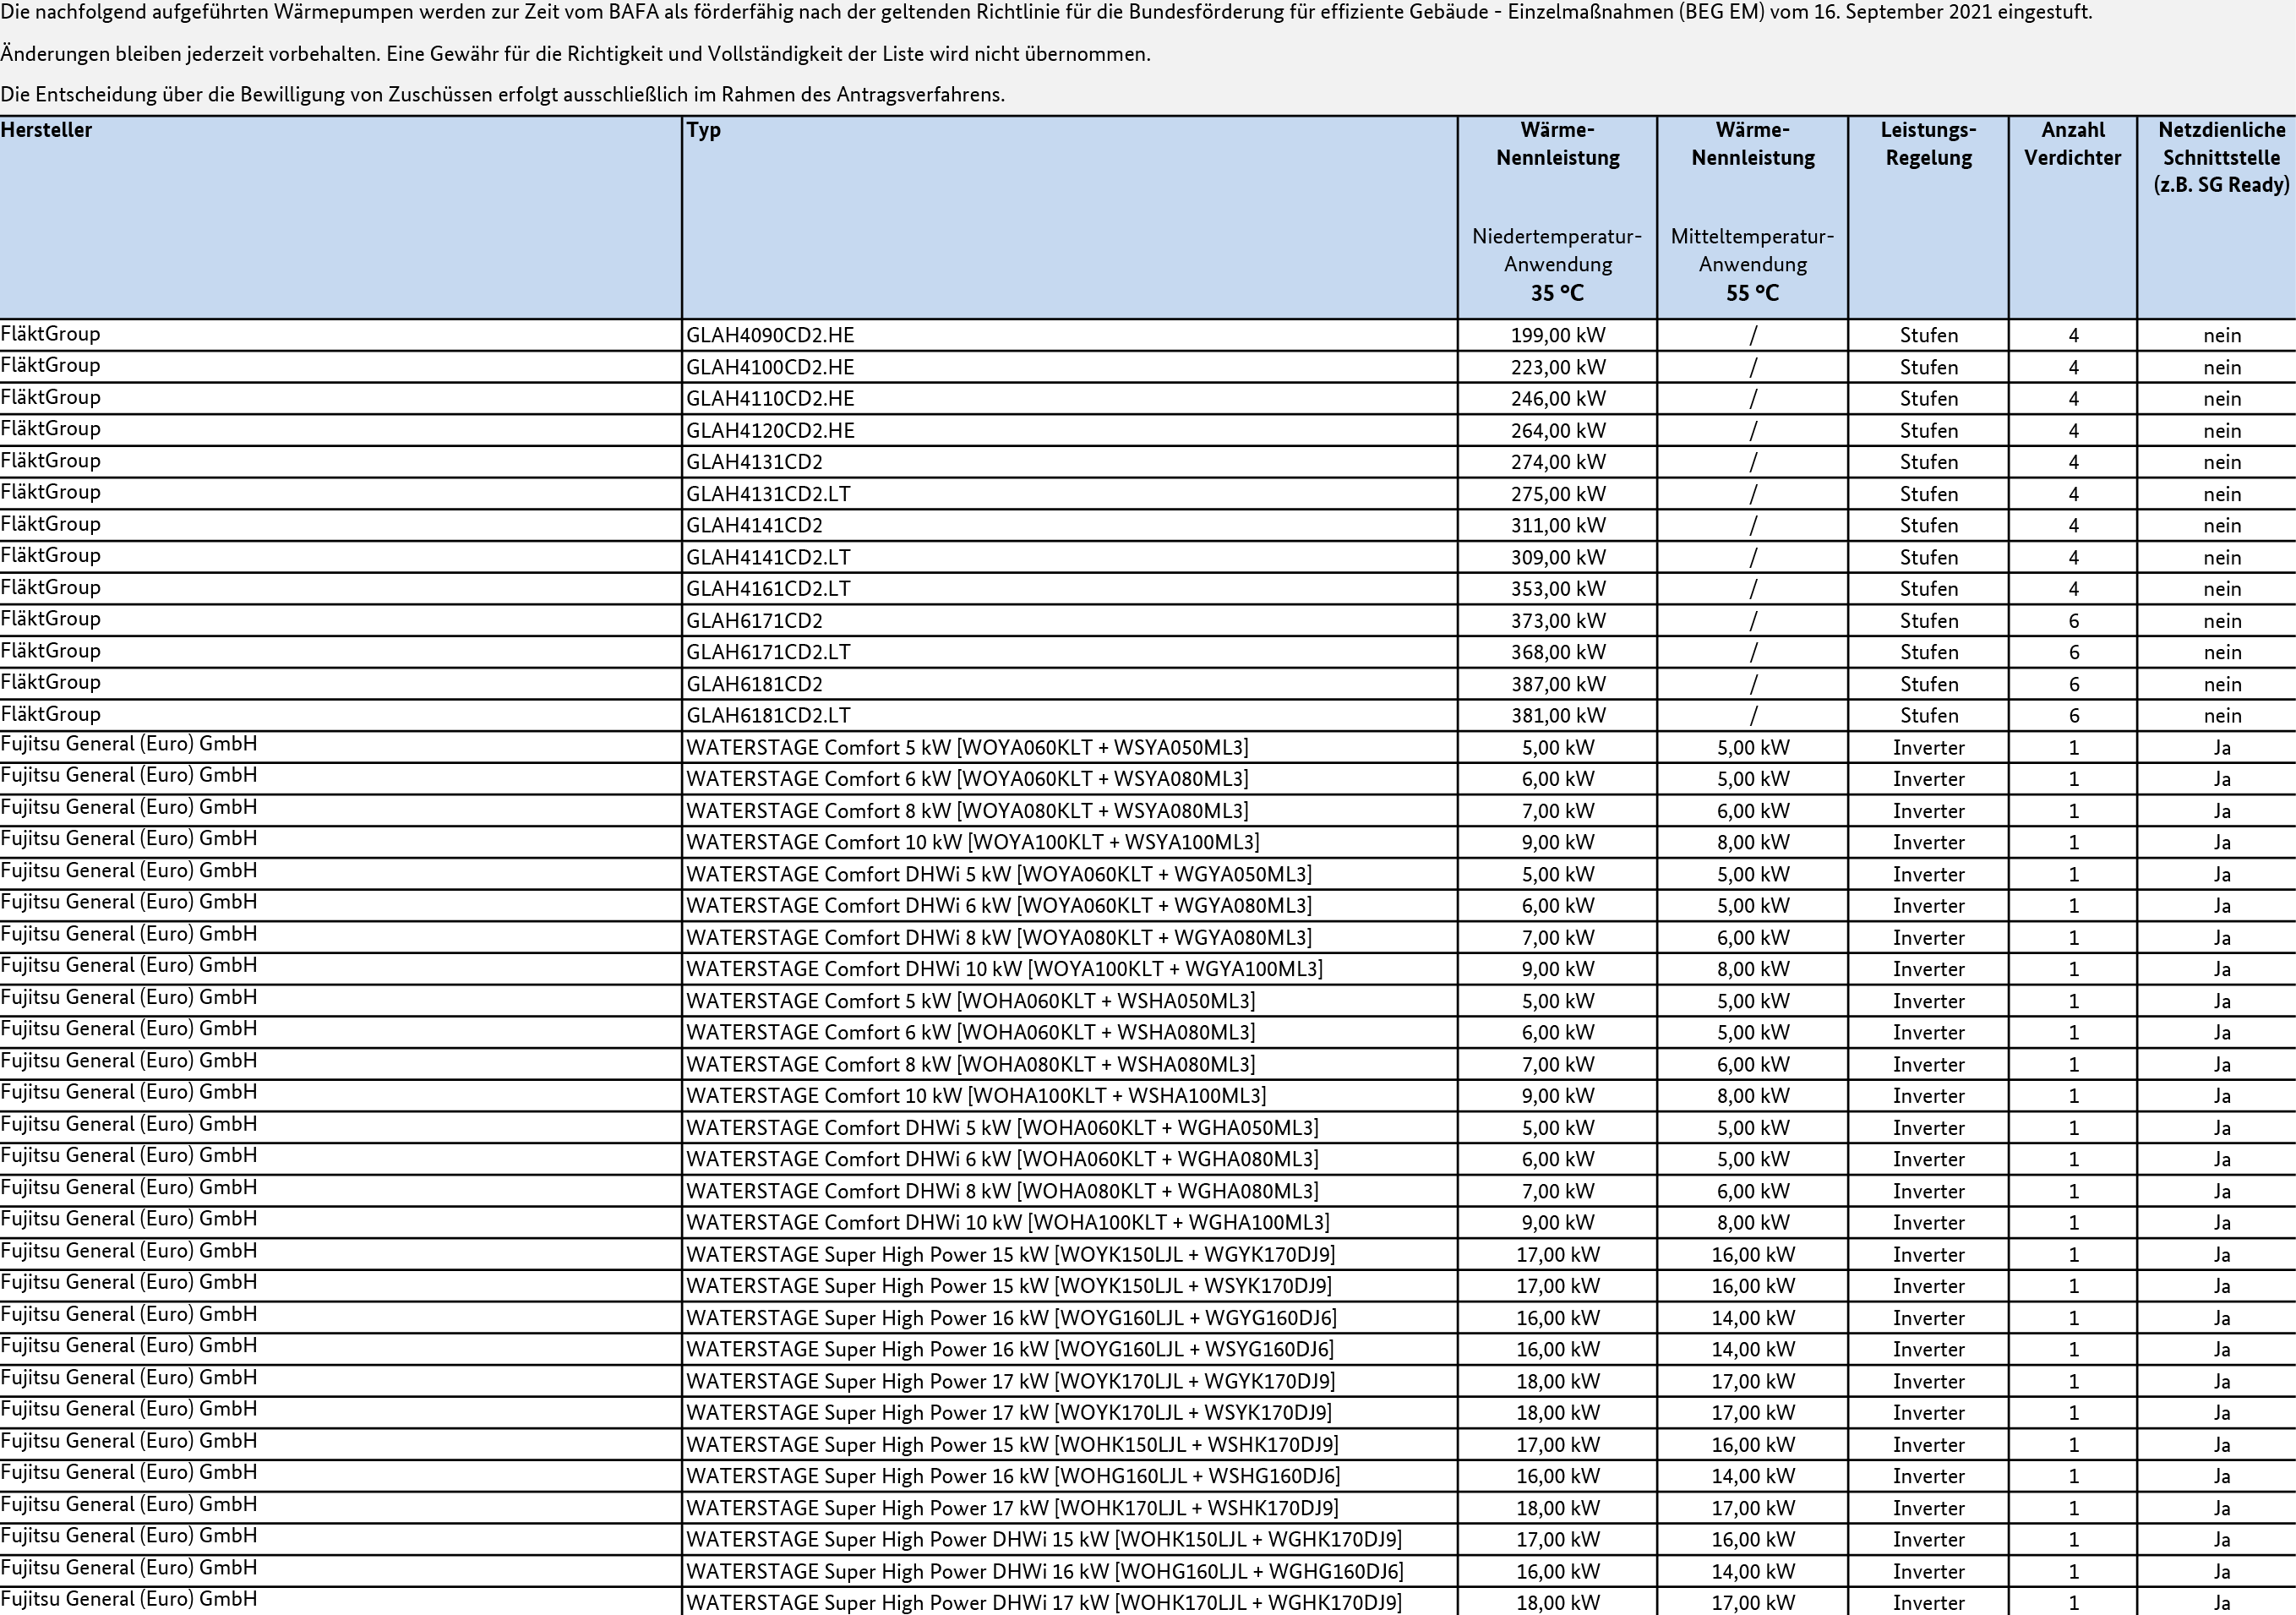 Die nachfolgend aufgeführten Wärmepumpen werden zur Zeit vom BAFA als förderfähig nach der geltenden Richtlinie für die Bundesförderung für effiziente Gebäude - Einzelmaßnahmen (BEG EM) vom 16. September 2021 eingestuft.
Änderungen bleiben jederzeit vorbehalten. Eine Gewähr für die Richtigkeit und Vollständigkeit der Liste wird nicht übernommen.
Die Entscheidung über die Bewilligung von Zuschüssen erfolgt ausschließlich im Rahmen des Antragsverfahrens.
Hersteller Typ Wärme- Wärme- Leistungs- Anzahl Netzdienliche
Nennleistung Nennleistung Regelung Verdichter Schnittstelle
(z.B. SG Ready)
Niedertemperatur- Mitteltemperatur-
Anwendung Anwendung
35 °C 55 °C
FläktGroup GLAH4090CD2.HE 199,00 kW / Stufen 4 nein
FläktGroup GLAH4100CD2.HE 223,00 kW / Stufen 4 nein
FläktGroup GLAH4110CD2.HE 246,00 kW / Stufen 4 nein
FläktGroup GLAH4120CD2.HE 264,00 kW / Stufen 4 nein
FläktGroup GLAH4131CD2 274,00 kW / Stufen 4 nein
FläktGroup GLAH4131CD2.LT 275,00 kW / Stufen 4 nein
FläktGroup GLAH4141CD2 311,00 kW / Stufen 4 nein
FläktGroup GLAH4141CD2.LT 309,00 kW / Stufen 4 nein
FläktGroup GLAH4161CD2.LT 353,00 kW / Stufen 4 nein
FläktGroup GLAH6171CD2 373,00 kW / Stufen 6 nein
FläktGroup GLAH6171CD2.LT 368,00 kW / Stufen 6 nein
FläktGroup GLAH6181CD2 387,00 kW / Stufen 6 nein
FläktGroup GLAH6181CD2.LT 381,00 kW / Stufen 6 nein
Fujitsu General (Euro) GmbH WATERSTAGE Comfort 5 kW [WOYA060KLT + WSYA050ML3] 5,00 kW 5,00 kW Inverter 1 Ja
Fujitsu General (Euro) GmbH WATERSTAGE Comfort 6 kW [WOYA060KLT + WSYA080ML3] 6,00 kW 5,00 kW Inverter 1 Ja
Fujitsu General (Euro) GmbH WATERSTAGE Comfort 8 kW [WOYA080KLT + WSYA080ML3] 7,00 kW 6,00 kW Inverter 1 Ja
Fujitsu General (Euro) GmbH WATERSTAGE Comfort 10 kW [WOYA100KLT + WSYA100ML3] 9,00 kW 8,00 kW Inverter 1 Ja
Fujitsu General (Euro) GmbH WATERSTAGE Comfort DHWi 5 kW [WOYA060KLT + WGYA050ML3] 5,00 kW 5,00 kW Inverter 1 Ja
Fujitsu General (Euro) GmbH WATERSTAGE Comfort DHWi 6 kW [WOYA060KLT + WGYA080ML3] 6,00 kW 5,00 kW Inverter 1 Ja
Fujitsu General (Euro) GmbH WATERSTAGE Comfort DHWi 8 kW [WOYA080KLT + WGYA080ML3] 7,00 kW 6,00 kW Inverter 1 Ja
Fujitsu General (Euro) GmbH WATERSTAGE Comfort DHWi 10 kW [WOYA100KLT + WGYA100ML3] 9,00 kW 8,00 kW Inverter 1 Ja
Fujitsu General (Euro) GmbH WATERSTAGE Comfort 5 kW [WOHA060KLT + WSHA050ML3] 5,00 kW 5,00 kW Inverter 1 Ja
Fujitsu General (Euro) GmbH WATERSTAGE Comfort 6 kW [WOHA060KLT + WSHA080ML3] 6,00 kW 5,00 kW Inverter 1 Ja
Fujitsu General (Euro) GmbH WATERSTAGE Comfort 8 kW [WOHA080KLT + WSHA080ML3] 7,00 kW 6,00 kW Inverter 1 Ja
Fujitsu General (Euro) GmbH WATERSTAGE Comfort 10 kW [WOHA100KLT + WSHA100ML3] 9,00 kW 8,00 kW Inverter 1 Ja
Fujitsu General (Euro) GmbH WATERSTAGE Comfort DHWi 5 kW [WOHA060KLT + WGHA050ML3] 5,00 kW 5,00 kW Inverter 1 Ja
Fujitsu General (Euro) GmbH WATERSTAGE Comfort DHWi 6 kW [WOHA060KLT + WGHA080ML3] 6,00 kW 5,00 kW Inverter 1 Ja
Fujitsu General (Euro) GmbH WATERSTAGE Comfort DHWi 8 kW [WOHA080KLT + WGHA080ML3] 7,00 kW 6,00 kW Inverter 1 Ja
Fujitsu General (Euro) GmbH WATERSTAGE Comfort DHWi 10 kW [WOHA100KLT + WGHA100ML3] 9,00 kW 8,00 kW Inverter 1 Ja
Fujitsu General (Euro) GmbH WATERSTAGE Super High Power 15 kW [WOYK150LJL + WGYK170DJ9] 17,00 kW 16,00 kW Inverter 1 Ja
Fujitsu General (Euro) GmbH WATERSTAGE Super High Power 15 kW [WOYK150LJL + WSYK170DJ9] 17,00 kW 16,00 kW Inverter 1 Ja
Fujitsu General (Euro) GmbH WATERSTAGE Super High Power 16 kW [WOYG160LJL + WGYG160DJ6] 16,00 kW 14,00 kW Inverter 1 Ja
Fujitsu General (Euro) GmbH WATERSTAGE Super High Power 16 kW [WOYG160LJL + WSYG160DJ6] 16,00 kW 14,00 kW Inverter 1 Ja
Fujitsu General (Euro) GmbH WATERSTAGE Super High Power 17 kW [WOYK170LJL + WGYK170DJ9] 18,00 kW 17,00 kW Inverter 1 Ja
Fujitsu General (Euro) GmbH WATERSTAGE Super High Power 17 kW [WOYK170LJL + WSYK170DJ9] 18,00 kW 17,00 kW Inverter 1 Ja
Fujitsu General (Euro) GmbH WATERSTAGE Super High Power 15 kW [WOHK150LJL + WSHK170DJ9] 17,00 kW 16,00 kW Inverter 1 Ja
Fujitsu General (Euro) GmbH WATERSTAGE Super High Power 16 kW [WOHG160LJL + WSHG160DJ6] 16,00 kW 14,00 kW Inverter 1 Ja
Fujitsu General (Euro) GmbH WATERSTAGE Super High Power 17 kW [WOHK170LJL + WSHK170DJ9] 18,00 kW 17,00 kW Inverter 1 Ja
Fujitsu General (Euro) GmbH WATERSTAGE Super High Power DHWi 15 kW [WOHK150LJL + WGHK170DJ9] 17,00 kW 16,00 kW Inverter 1 Ja
Fujitsu General (Euro) GmbH WATERSTAGE Super High Power DHWi 16 kW [WOHG160LJL + WGHG160DJ6] 16,00 kW 14,00 kW Inverter 1 Ja
Fujitsu General (Euro) GmbH WATERSTAGE Super High Power DHWi 17 kW [WOHK170LJL + WGHK170DJ9] 18,00 kW 17,00 kW Inverter 1 Ja